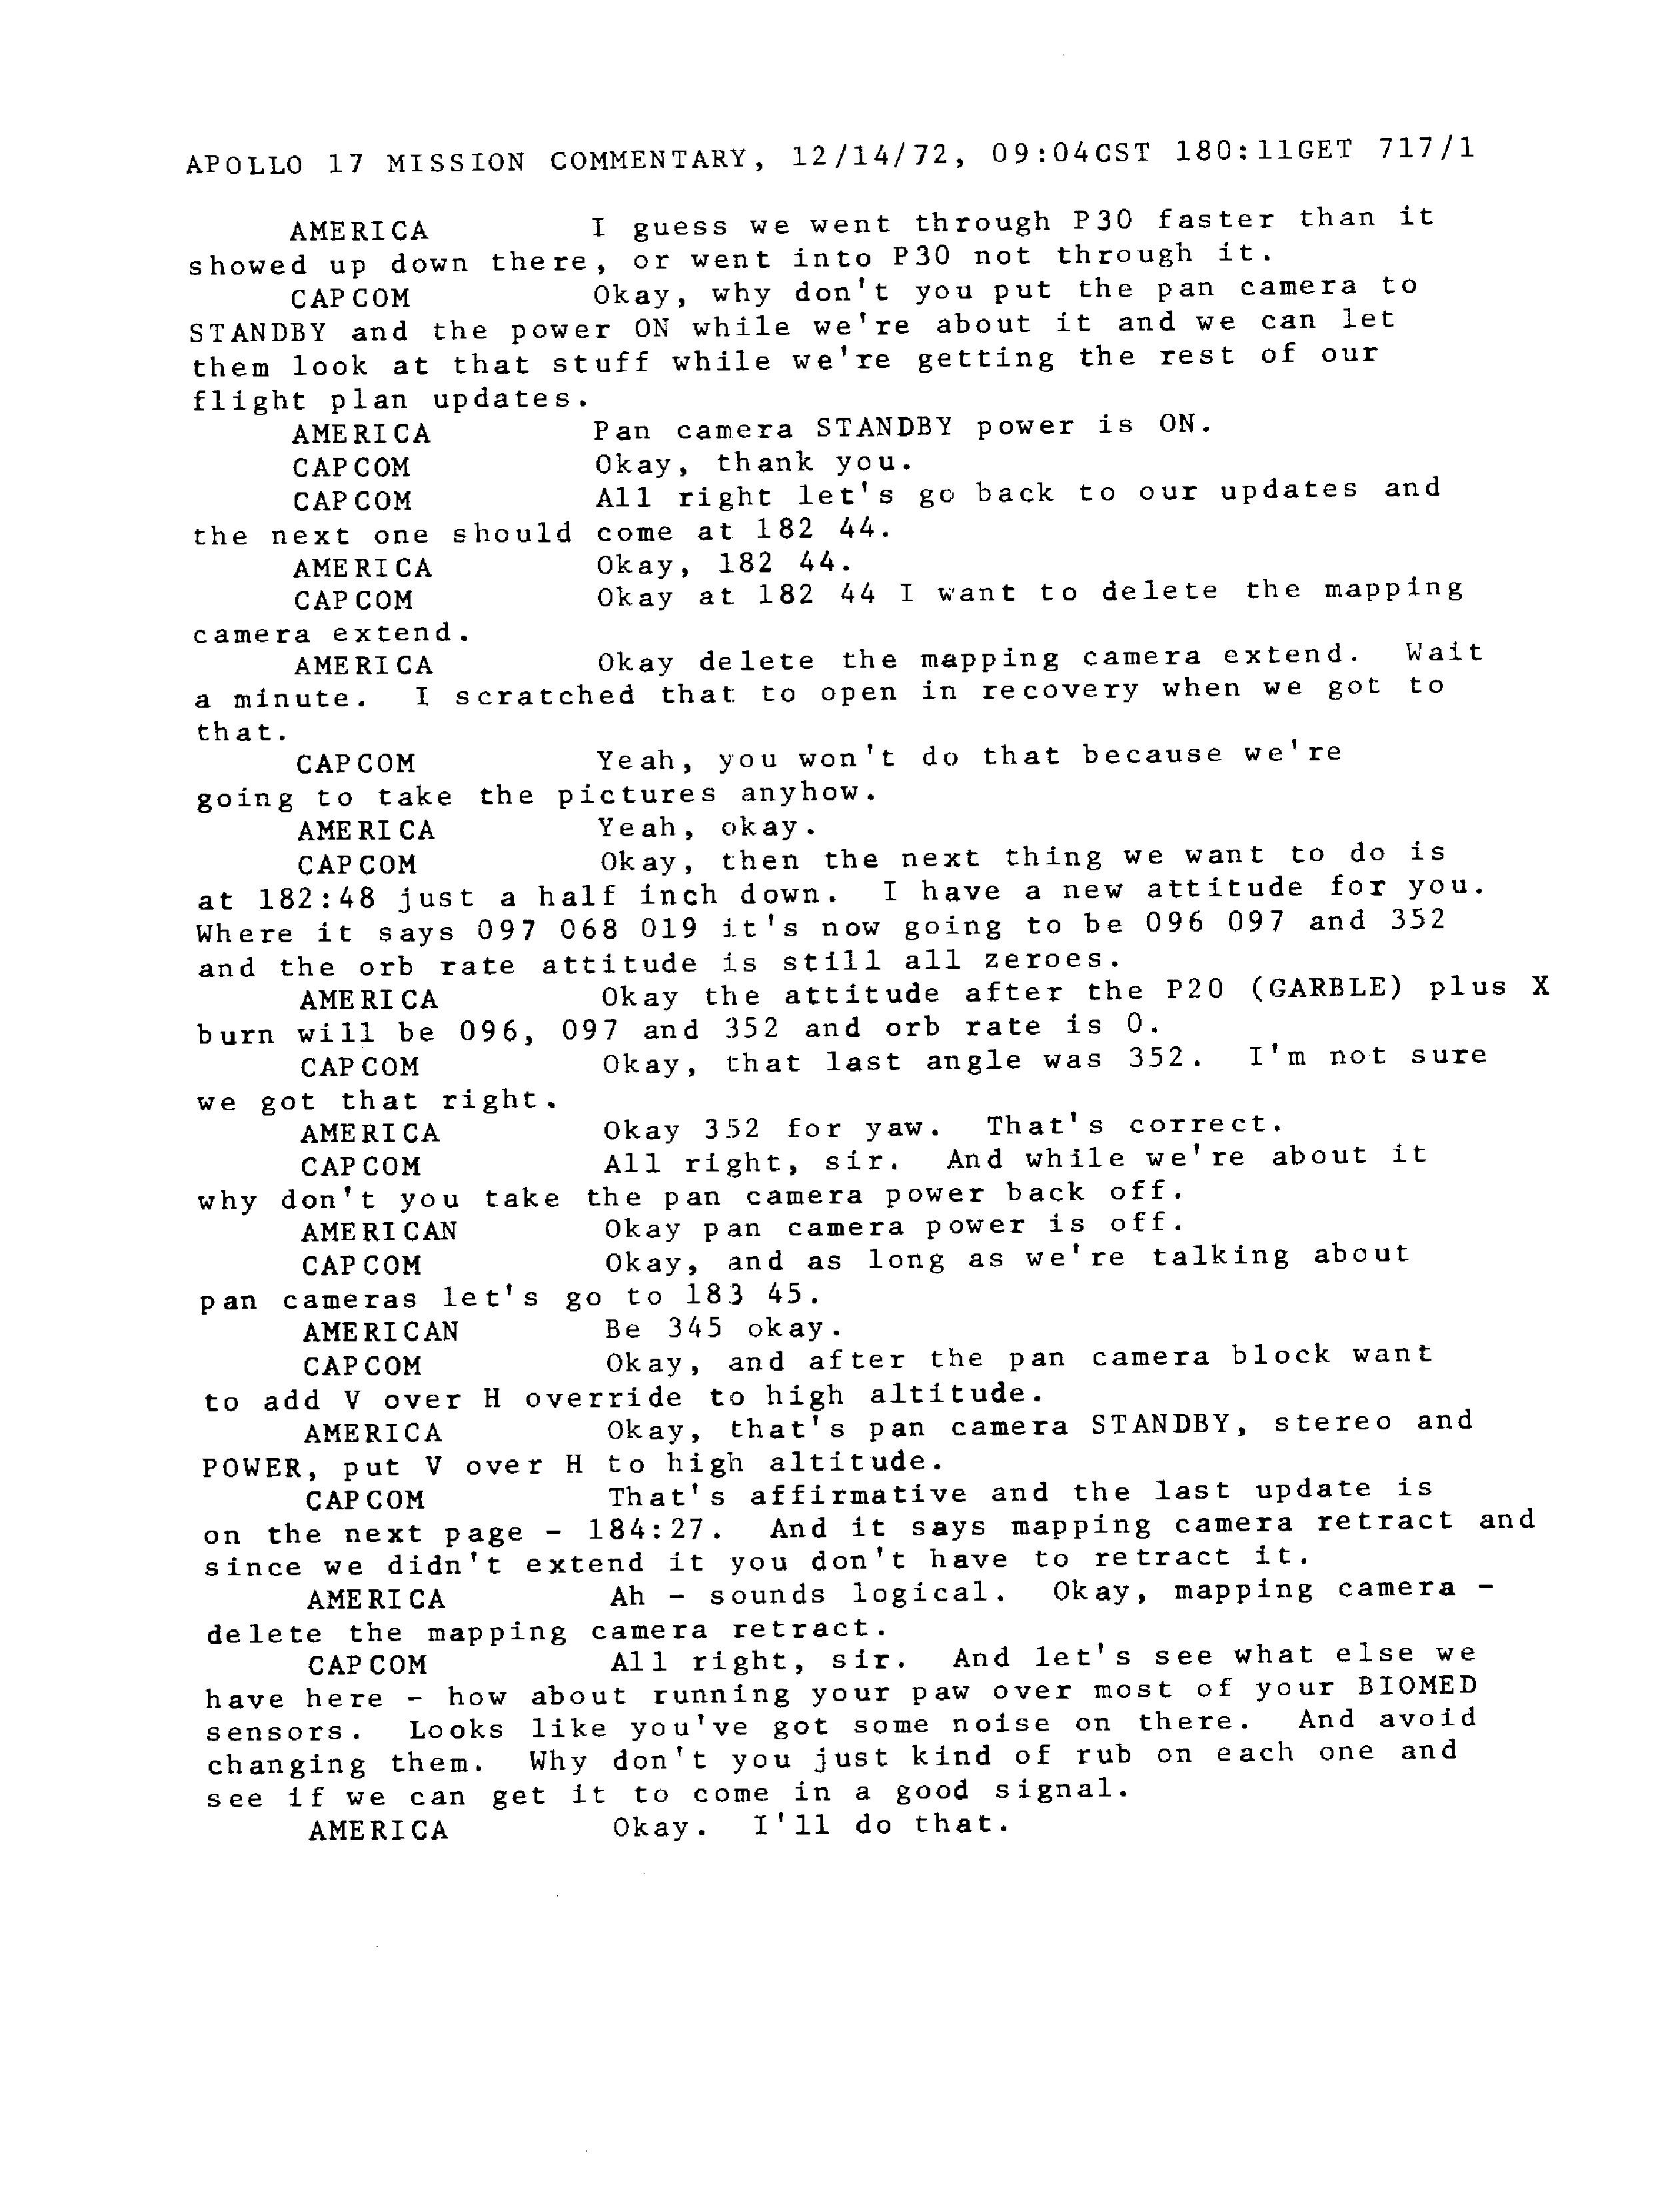 APOLLO 17 MISSION COMMENTARY, 12/14/72, 09:04CST 180:11GET 717/1
AMERICA I guess we went through P30 faster than it
showed up down there, or went into P30 not through it.
CAPCOM Okay, why don't you put the pan camera to
STANDBY and the power ON while we're about it and we can let
them look at that stuff while we're getting the rest of our
flight plan updates.
AMERICA Pan camera STANDBY power is ON.
CAPCOM Okay, thank you.
CAPCOM All right let's go back to our updates and
the next one should come at 182 44.
AMERICA Okay, 182 44.
CAPCOM Okay at 182 44 I want to delete the mapping
camera extend.
AMERICA Okay delete the mapping camera extend. Wait
a minute. I scratched that to open in recovery when we got to
that.
CAPCOM Yeah, you won't do that because we're
going to take the pictures anyhow.
AMERICA Yeah, okay.
CAPCOM Okay, then the next thing we want to do is
at 182:48 just a half inch down. I have a new attitude for you.
Where it says 097 068 019 it's now going to be 096 097 and 352
and the orb rate attitude is still all zeroes.
AMERICA Okay the attitude after the P20 (GARBLE) plus X
burn will be 096, 097 and 352 and orb rate is 0.
CAPCOM Okay, that last angle was 352. I'm not sure
we got that right.
AMERICA Okay 352 for yaw. That's correct.
CAPCOM All right, sir. And while we're about it
why don't you take the pan camera power back off.
AMERICAN Okay pan camera power is off.
CAPCOM Okay, and as long as we're talking about
pan cameras let's go to 183 45.
AMERICAN Be 345 okay.
CAPCOM Okay, and after the pan camera block want
to add V over H override to high altitude.
AMERICA Okay, that's pan camera STANDBY, stereo and
POWER, put V over H to high altitude.
CAPCOM That's affirmative and the last update is
on the next page - 184:27. And it says mapping camera retract and
since we didn't extend it you don't have to retract it.
AMERICA Ah - sounds logical. Okay, mapping camera -
delete the mapping camera retract.
CAPCOM All right, sir. And let's see what else we
have here - how about running your paw over most of your BIOMED
sensors. Looks like you've got some noise on there. And avoid
changing them. Why don't you just kind of rub on each one and
see if we can get it to come in a good signal.
AMERICA Okay. I'll do that.